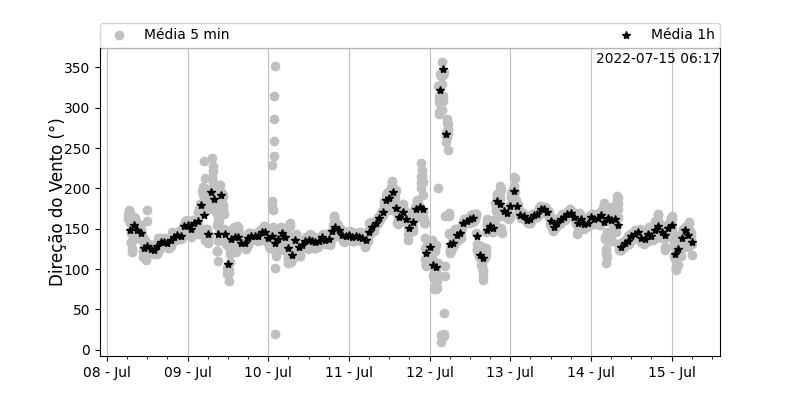 Média 5 min
Média 1h
2022-07-15 06:17
Direção do Vento (°)
350
300
250
200
150
100
50
0
08 - Jul
09 - Jul
10 - Jul
11 - Jul
12 - Jul
13 - Jul
14 - Jul
15 - Jul